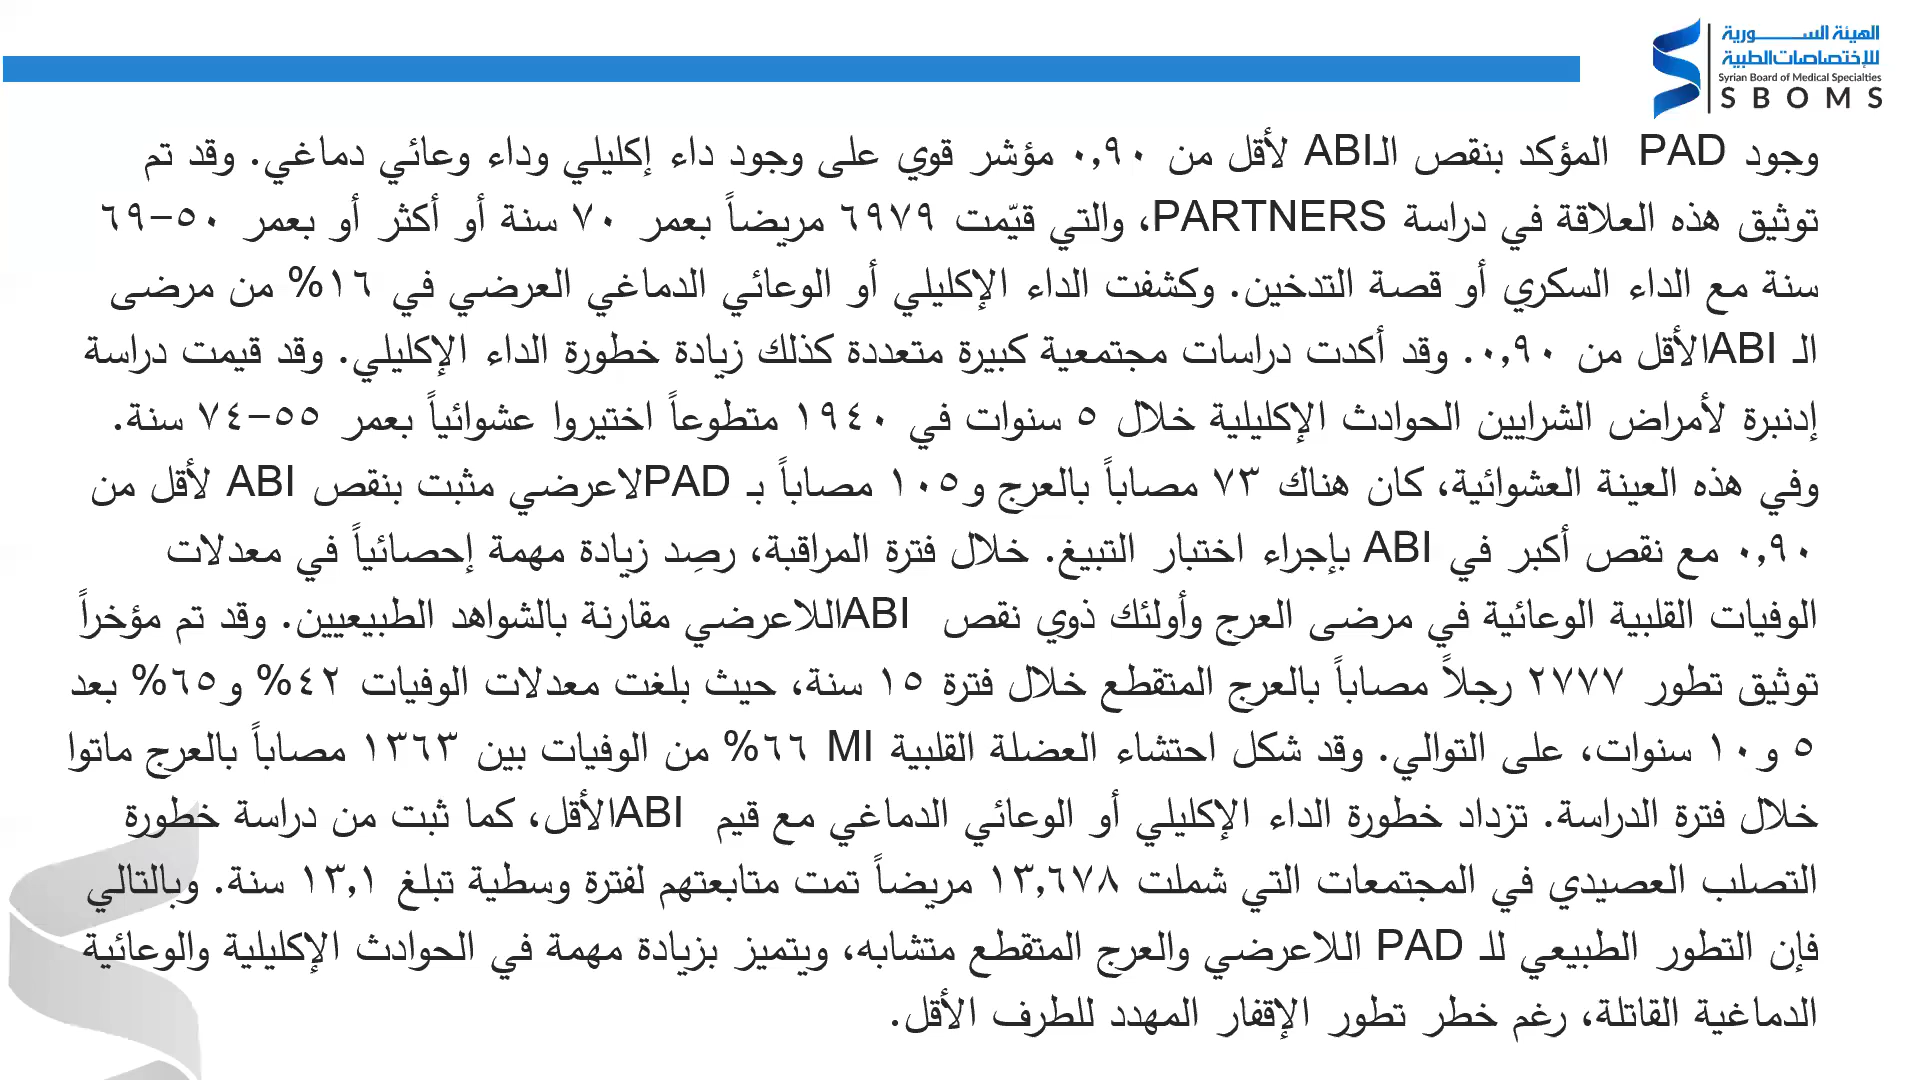 الهيئة السـورية
للإختصاصات الطبية
Syrian Board of Medical Specialties
SBOMS
وجود PAD المؤكد بنقص الـABI لأقل من ٠,٩٠ مؤشر قوي على وجود داء إكليلي وداء وعائي دماغي. وقد تم
توثيق هذه العلاقة في دراسة PARTNERS، والتي قيّمت ٦٩٧٩ مريضاً بعمر ٧٠ سنة أو أكثر أو بعمر ٥٠-٦٩
سنة مع الداء السكري أو قصة التدخين. وكشفت الداء الإكليلي أو الوعائي الدماغي العرضي في ١٦% من مرضى
الـ ABIالأقل من ٠,٩٠. وقد أكدت دراسات مجتمعية كبيرة متعددة كذلك زيادة خطورة الداء الإكليلي. وقد قيمت دراسة
إدنبرة لأمراض الشرايين الحوادث الإكليلية خلال ٥ سنوات في ١٩٤٠ متطوعاً اختيروا عشوائياً بعمر ٥٥-٧٤ سنة.
وفي هذه العينة العشوائية، كان هناك ٧٣ مصاباً بالعرج و١٠٥ مصاباً بـ PADلاعرضي مثبت بنقص ABI لأقل من
٠,٩٠ مع نقص أكبر في ABI بإجراء اختبار التبيغ. خلال فترة المراقبة، رصِد زيادة مهمة إحصائياً في معدلات
الوفيات القلبية الوعائية في مرضى العرج وأولئك ذوي نقص ABIاللاعرضي مقارنة بالشواهد الطبيعيين. وقد تم مؤخراً
توثيق تطور ٢٧٧٧ رجلاً مصاباً بالعرج المتقطع خلال فترة ١٥ سنة، حيث بلغت معدلات الوفيات ٤٢% و٦٥% بعد
٥ و١٠ سنوات، على التوالي. وقد شكل احتشاء العضلة القلبية MI ٦٦% من الوفيات بين ١٣٦٣ مصاباً بالعرج ماتوا
خلال فترة الدراسة. تزداد خطورة الداء الإكليلي أو الوعائي الدماغي مع قيم ABIالأقل، كما ثبت من دراسة خطورة
التصلب العصيدي في المجتمعات التي شملت ١٣,٦٧٨ مريضاً تمت متابعتهم لفترة وسطية تبلغ ١٣,١ سنة. وبالتالي
فإن التطور الطبيعي للـ PAD اللاعرضي والعرج المتقطع متشابه، ويتميز بزيادة مهمة في الحوادث الإكليلية والوعائية
الدماغية القاتلة، رغم خطر تطور الإقفار المهدد للطرف الأقل.